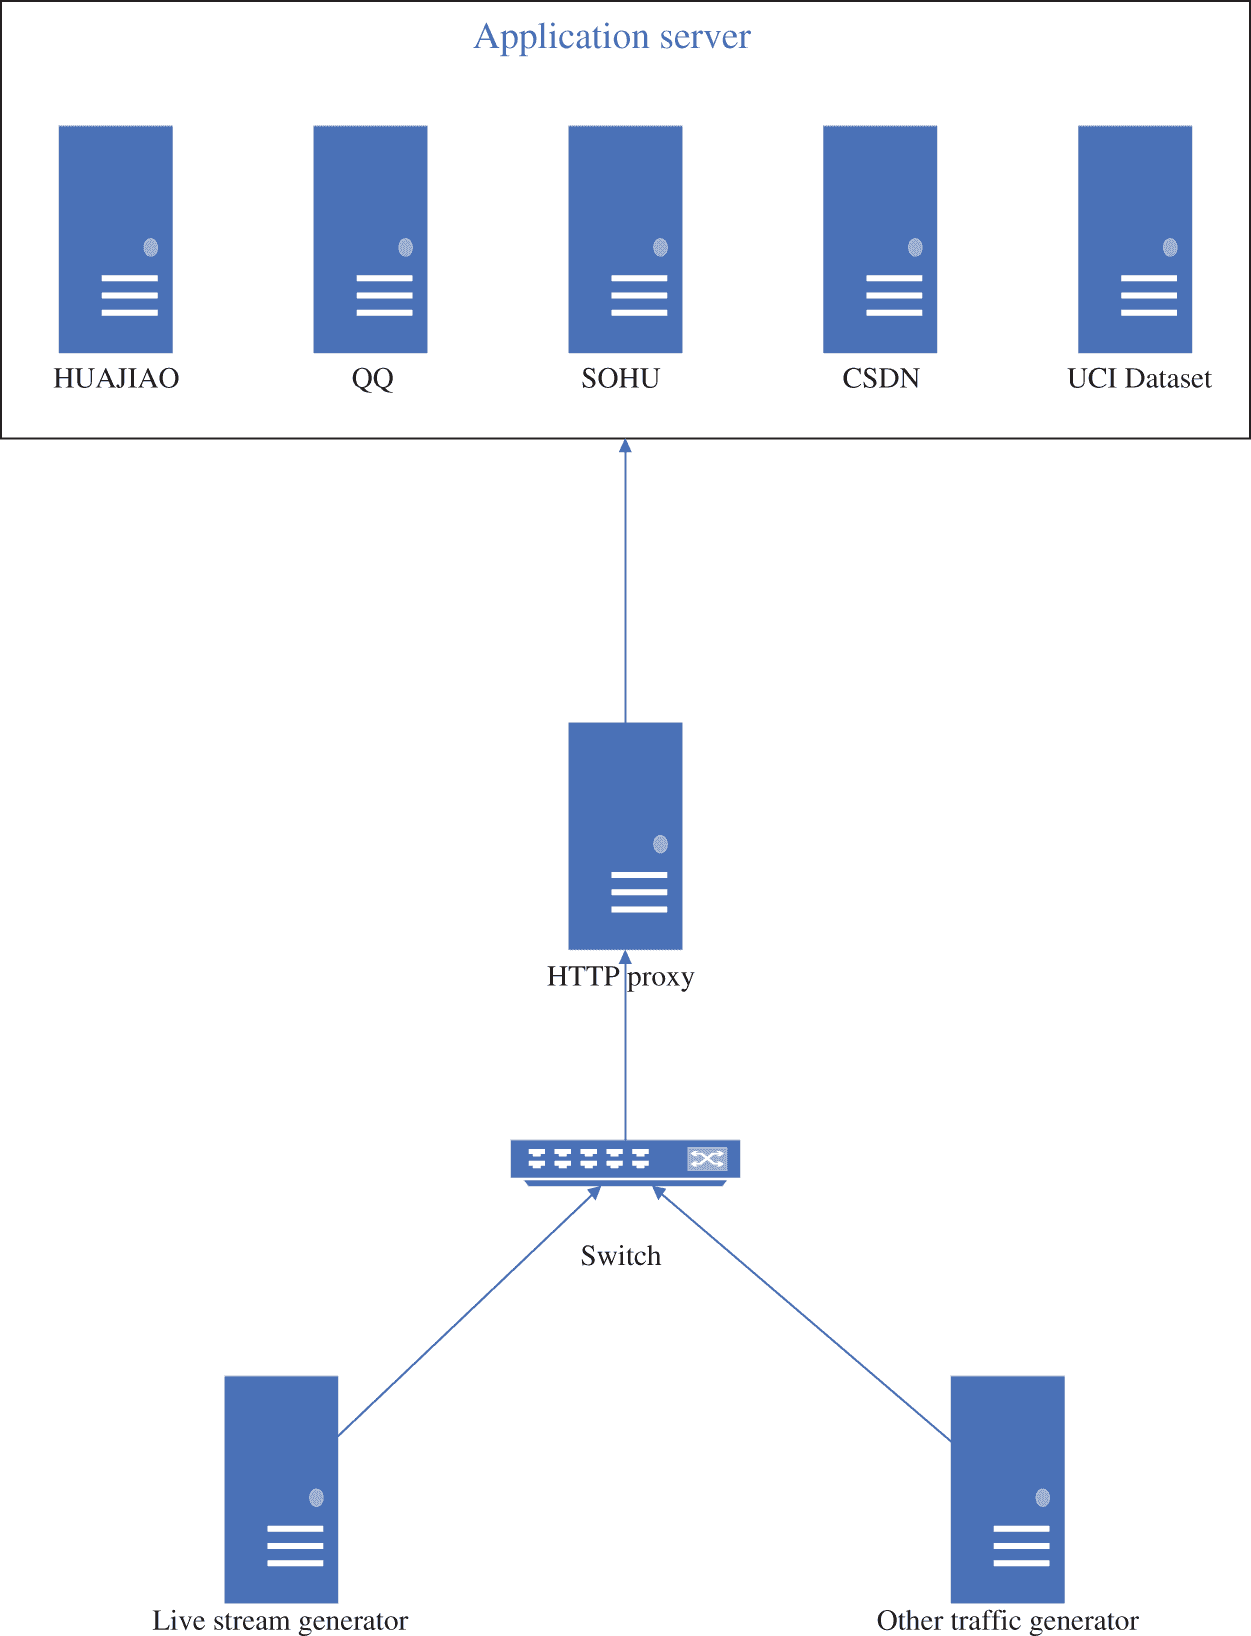 Application server
HUAJIAO
QQ
SOHU
CSDN
UCI Dataset
HTTP proxy
Switch
Live stream generator
Other traffic generator